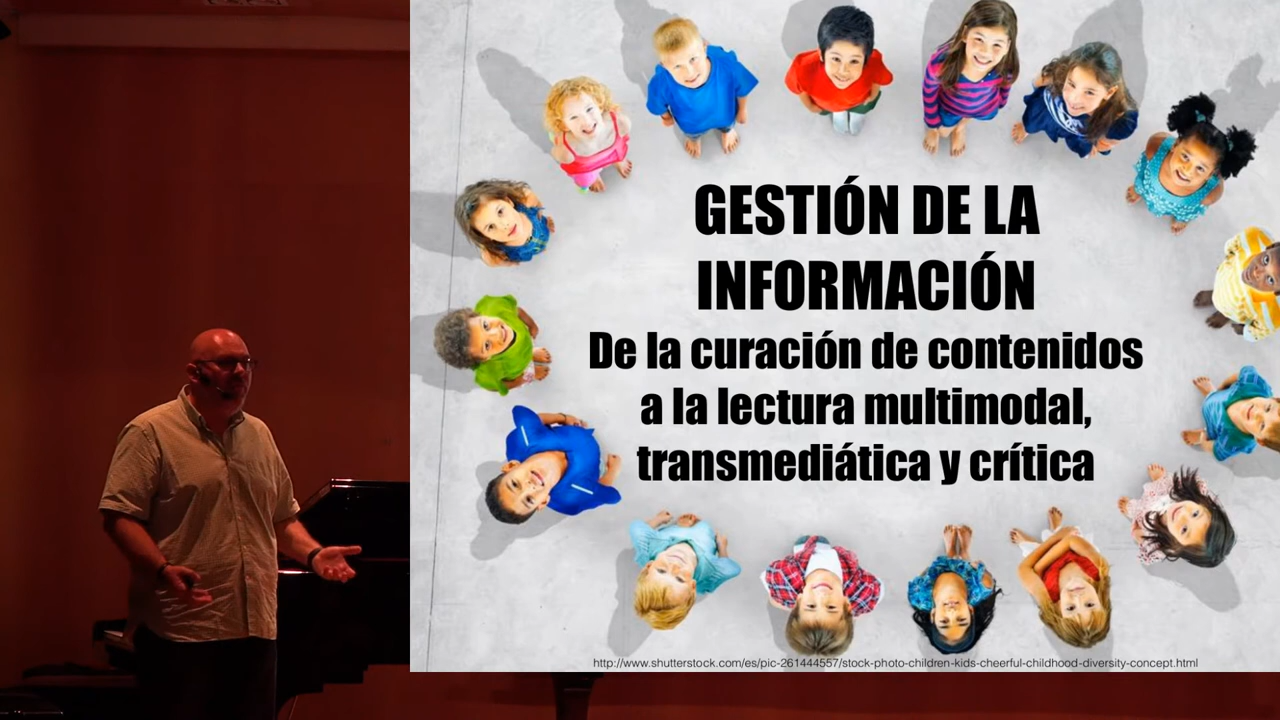 GESTIÓN DE LA
INFORMACIÓN
De la curación de contenidos
a la lectura multimodal,
transmediática y crítica
http://www.shutterstock.com/es/pic-261444557/stock-photo-children-kids-cheerful-childhood-diversity-concept.html